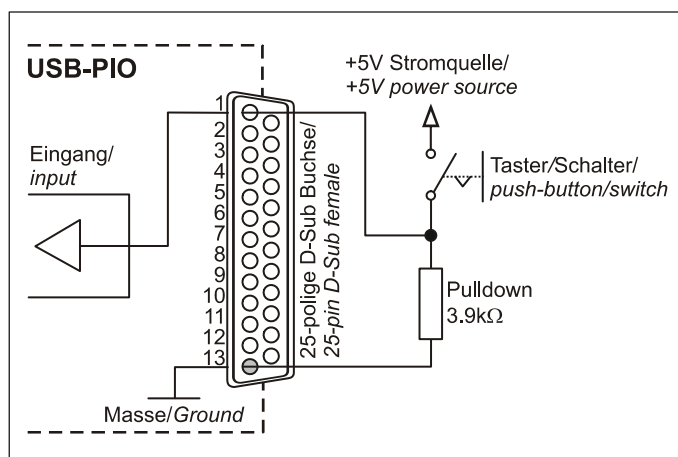 USB-PIO
Eingang/
input
1
2
3
4
5
6
7
8
9
10
11
12
13
Masse/Ground
25-polige D-Sub Buchse/
25-pin D-Sub female
+5V Stromquelle/
+5V power source
Taster/Schalter/
push-button/switch
Pulldown
3.9kΩ